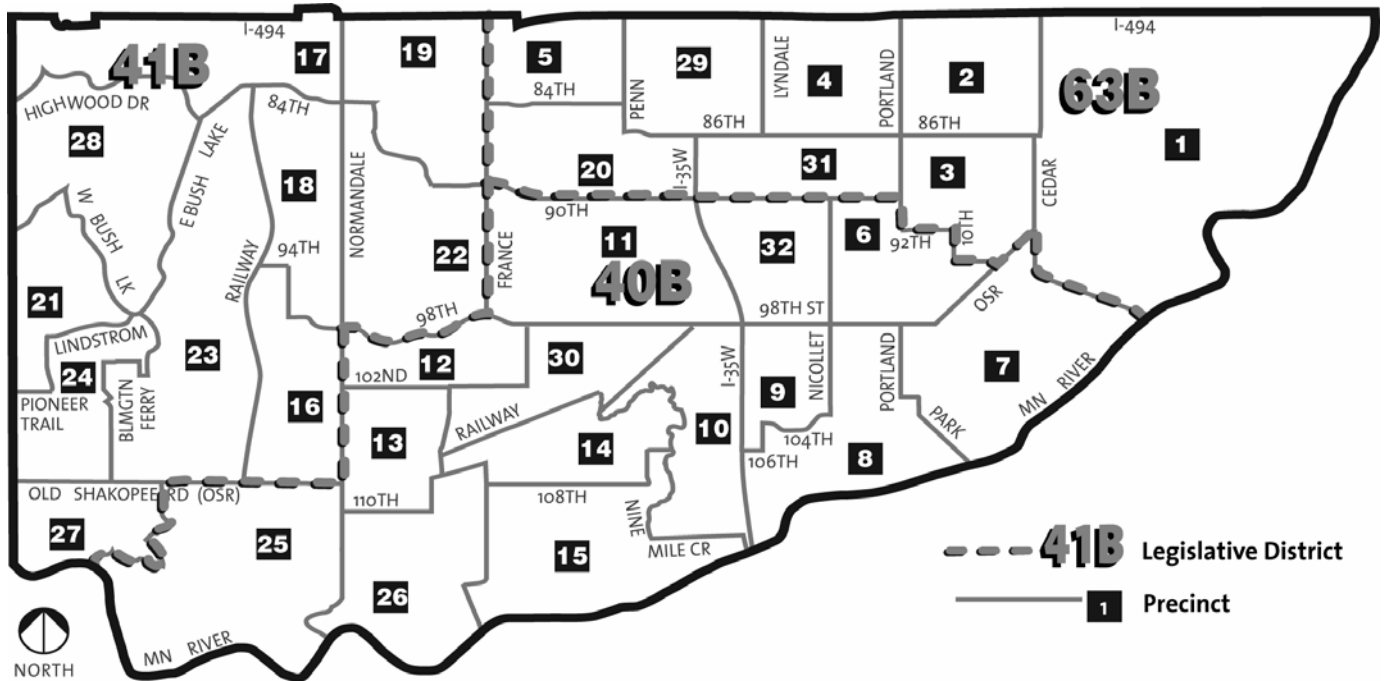 I-494
I-494
41B
17
19
5
29
LYNDALE
4
PORTLAND
2
63B
HIGHWOOD DR
84TH
84TH
PENN
86TH
86TH
28
E BUSH LAKE
18
NORMANDALE
20
I-35W
31
3
CEDAR
1
W BUSH LK
90TH
94TH
22
FRANCE
11
32
6
92ND
10TH
RAILWAY
40B
21
98TH
98TH ST
OSR
LINDSTROM
24
23
12
30
102ND
I-35W
NICOLLET
PORTLAND
7
PIONEER
TRAIL
BLMGTN
FERRY
16
9
PARK
MN RIVER
13
RAILWAY
14
10
104TH
106TH
8
OLD SHAKOPEE RD (OSR)
110TH
108TH
27
25
NINE
MILE CR
15
26
MN RIVER
NORTH
41B Legislative District
1 Precinct